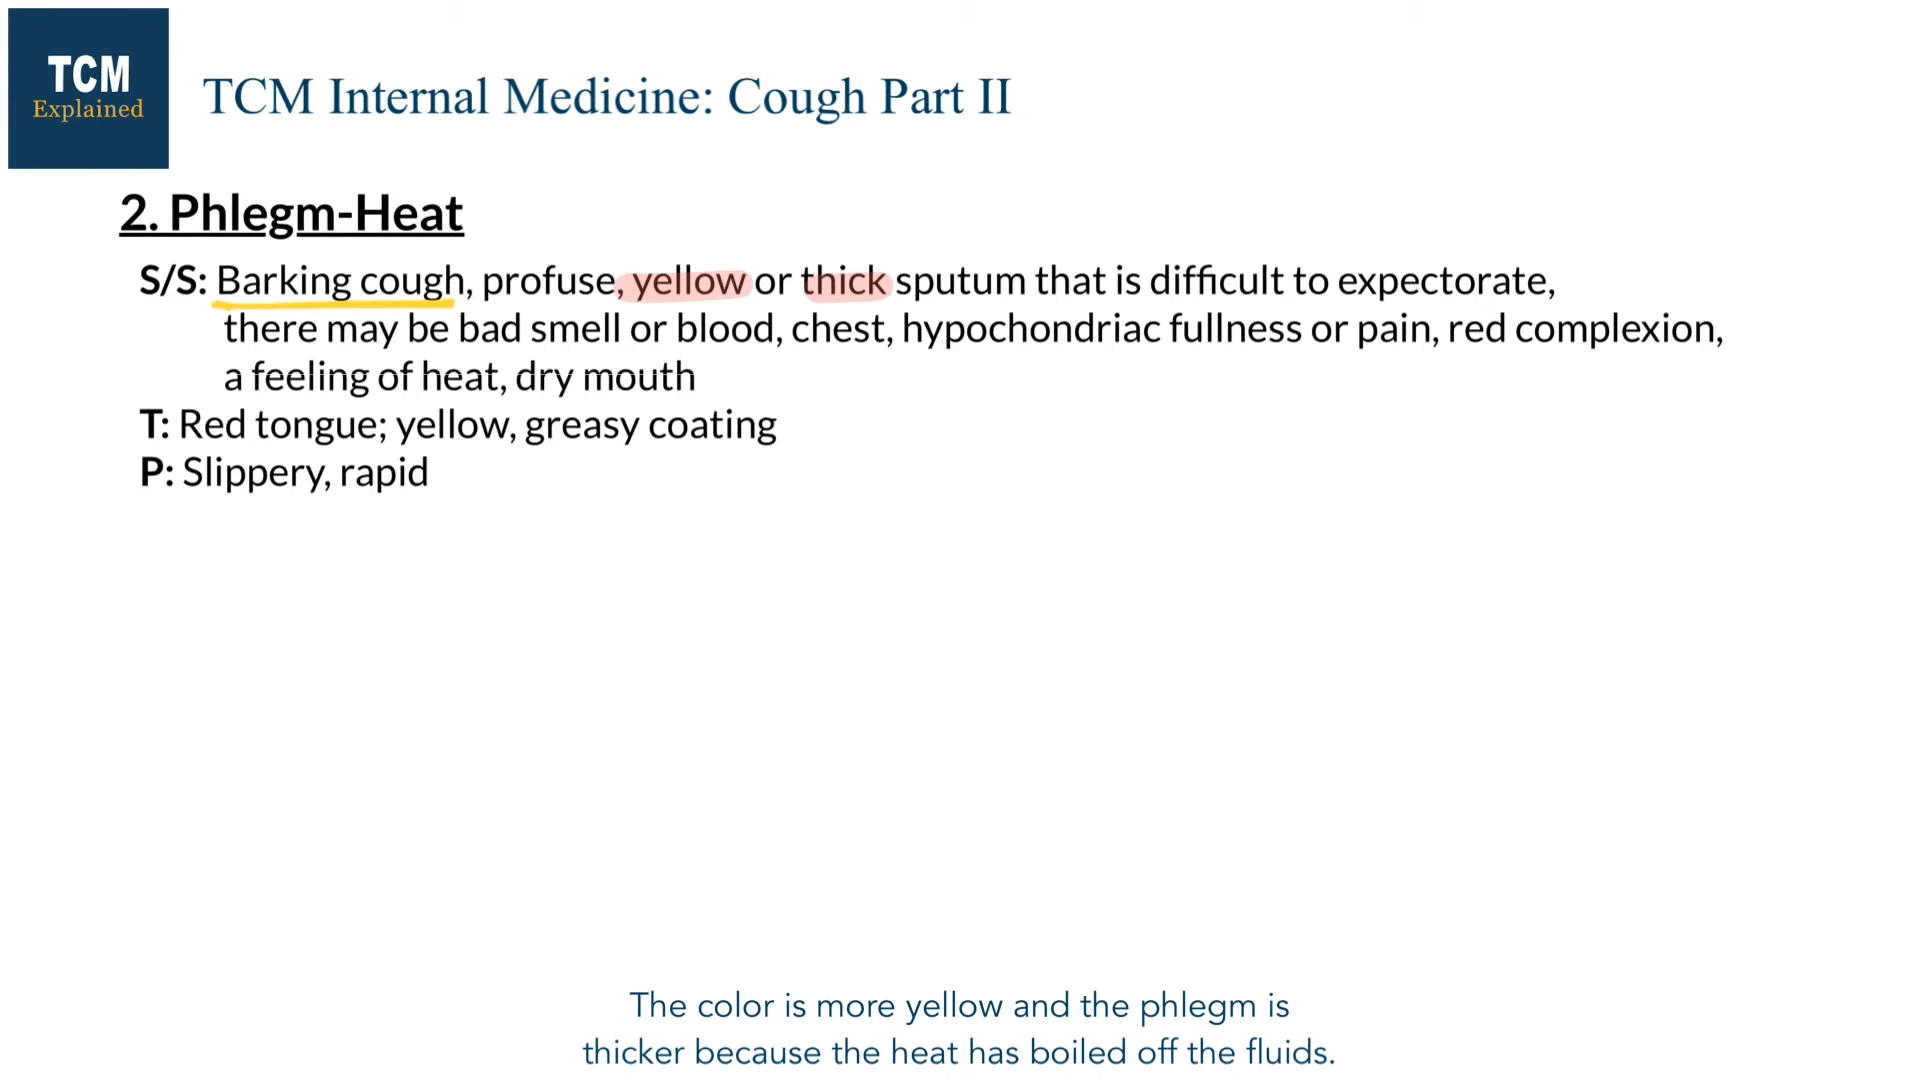 TCM
Explained
TCM Internal Medicine: Cough Part II
2. Phlegm-Heat
S/S: Barking cough, profuse, yellow or thick sputum that is difficult to expectorate,
there may be bad smell or blood, chest, hypochondriac fullness or pain, red complexion,
a feeling of heat, dry mouth
T: Red tongue; yellow, greasy coating
P: Slippery, rapid
The color is more yellow and the phlegm is
thicker because the heat has boiled off the fluids.